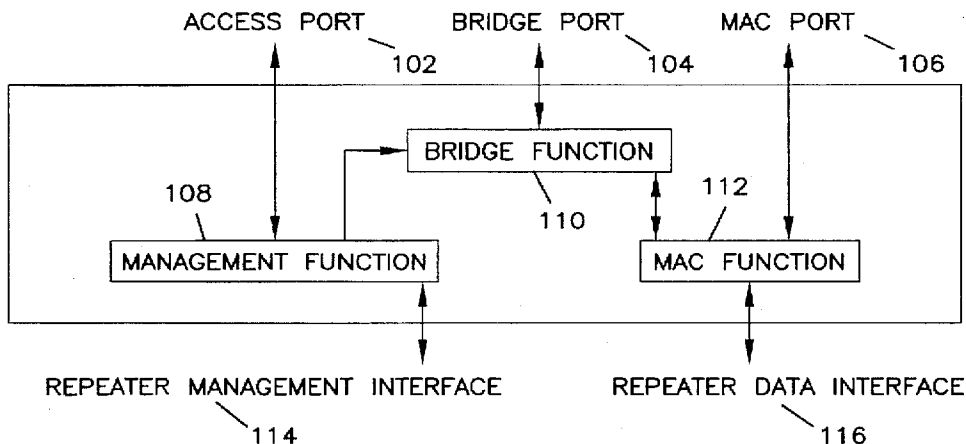 ACCESS PORT
BRIDGE PORT
MAC PORT
102
104
106
BRIDGE FUNCTION
108
110
112
MANAGEMENT FUNCTION
MAC FUNCTION
REPEATER MANAGEMENT INTERFACE
REPEATER DATA INTERFACE
114
116